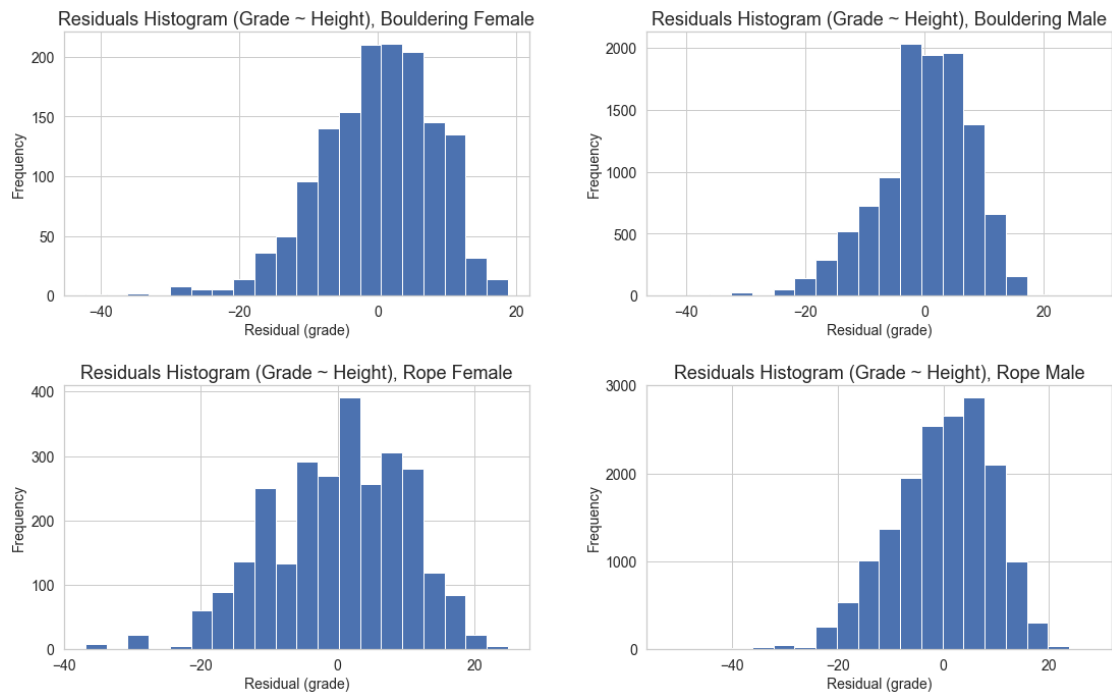 Residuals Histogram (Grade ~ Height), Bouldering Female
200
150
100
50
0
Frequency
−40 −20 0 20
Residual (grade)
Residuals Histogram (Grade ~ Height), Bouldering Male
2000
1500
1000
500
0
Frequency
−40 −20 0 20
Residual (grade)
Residuals Histogram (Grade ~ Height), Rope Female
400
300
200
100
0
Frequency
−40 −20 0 20
Residual (grade)
Residuals Histogram (Grade ~ Height), Rope Male
3000
2000
1000
0
Frequency
−40 −20 0 20
Residual (grade)